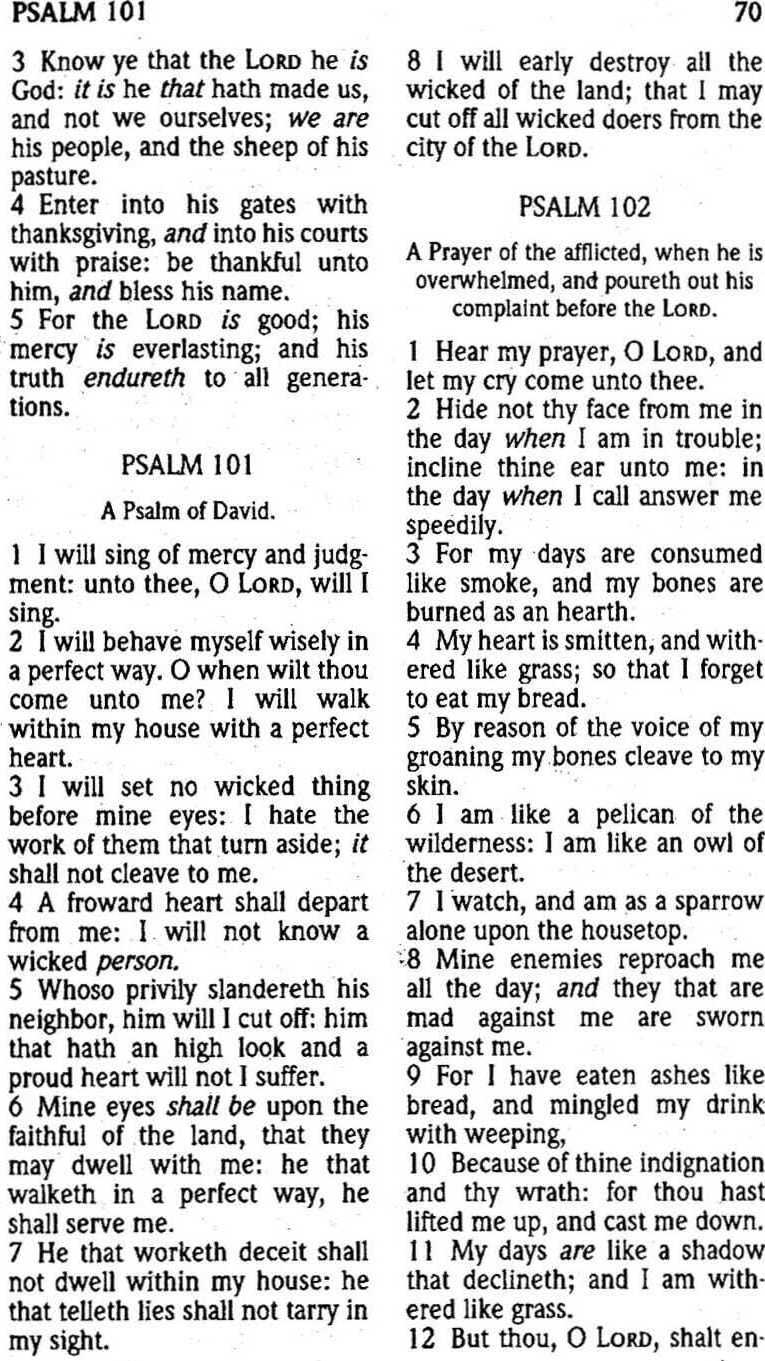 PSALM 101
70
3 Know ye that the LORD he is
God: it is he that hath made us,
and not we ourselves; we are
his people, and the sheep of his
pasture.
4 Enter into his gates with
thanksgiving, and into his courts
with praise: be thankful unto
him, and bless his name.
5 For the LORD is good; his
mercy is everlasting; and his
truth endureth to all genera-
tions.
PSALM 101
A Psalm of David.
1 I will sing of mercy and judg-
ment: unto thee, O LORD, will I
sing.
2 I will behave myself wisely in
a perfect way. O when wilt thou
come unto me? I will walk
within my house with a perfect
heart.
3 I will set no wicked thing
before mine eyes: I hate the
work of them that turn aside; it
shall not cleave to me.
4 A froward heart shall depart
from me: I will not know a
wicked person.
5 Whoso privily slandereth his
neighbor, him will I cut off: him
that hath an high look and a
proud heart will not I suffer.
6 Mine eyes shall be upon the
faithful of the land, that they
may dwell with me: he that
walketh in a perfect way, he
shall serve me.
7 He that worketh deceit shall
not dwell within my house: he
that telleth lies shall not tarry in
my sight.
8 I will early destroy all the
wicked of the land; that I may
cut off all wicked doers from the
city of the LORD.
PSALM 102
A Prayer of the afflicted, when he is
overwhelmed, and poureth out his
complaint before the LORD.
1 Hear my prayer, O LORD, and
let my cry come unto thee.
2 Hide not thy face from me in
the day when I am in trouble;
incline thine ear unto me: in
the day when I call answer me
speedily.
3 For my days are consumed
like smoke, and my bones are
burned as an hearth.
4 My heart is smitten, and with-
ered like grass; so that I forget
to eat my bread.
5 By reason of the voice of my
groaning my bones cleave to my
skin.
6 I am like a pelican of the
wilderness: I am like an owl of
the desert.
7 I watch, and am as a sparrow
alone upon the housetop.
8 Mine enemies reproach me
all the day; and they that are
mad against me are sworn
against me.
9 For I have eaten ashes like
bread, and mingled my drink
with weeping,
10 Because of thine indignation
and thy wrath: for thou hast
lifted me up, and cast me down.
11 My days are like a shadow
that declineth; and I am with-
ered like grass.
12 But thou, O LORD, shalt en-